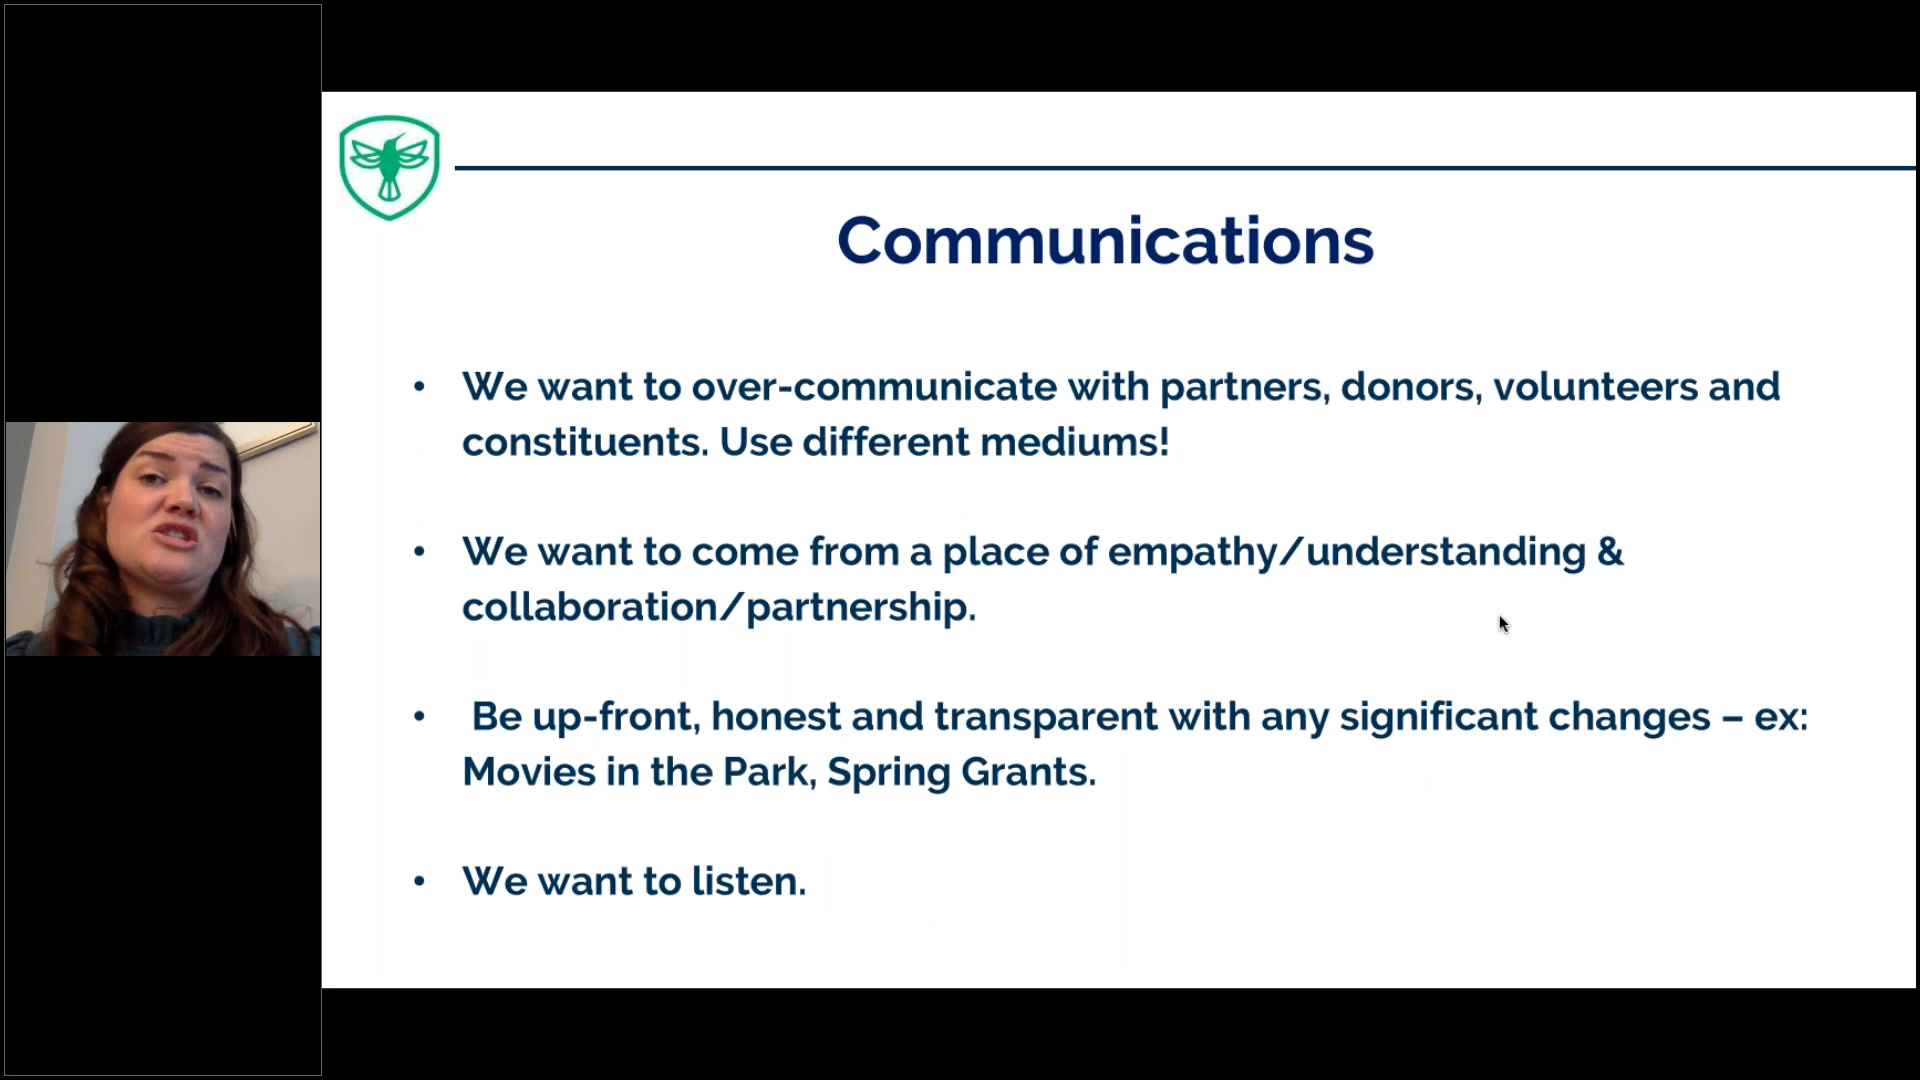 Communications
• We want to over-communicate with partners, donors, volunteers and
constituents. Use different mediums!
• We want to come from a place of empathy/understanding &
collaboration/partnership.
• Be up-front, honest and transparent with any significant changes – ex:
Movies in the Park, Spring Grants.
• We want to listen.